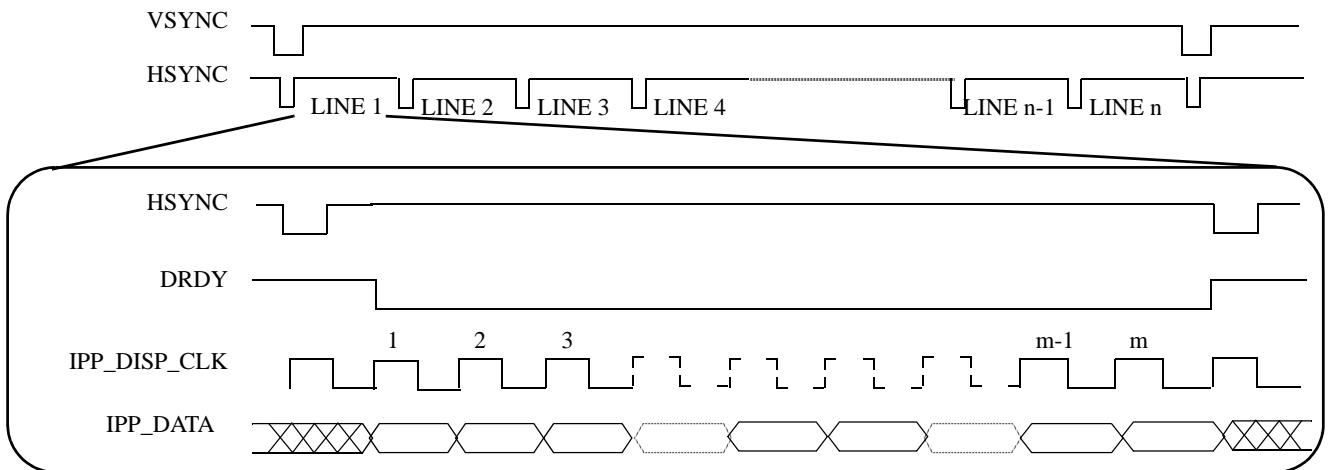 VSYNC
HSYNC
LINE 1 LINE 2 LINE 3 LINE 4 LINE n-1 LINE n
HSYNC
DRDY
1 2 3 m-1 m
IPP_DISP_CLK
IPP_DATA